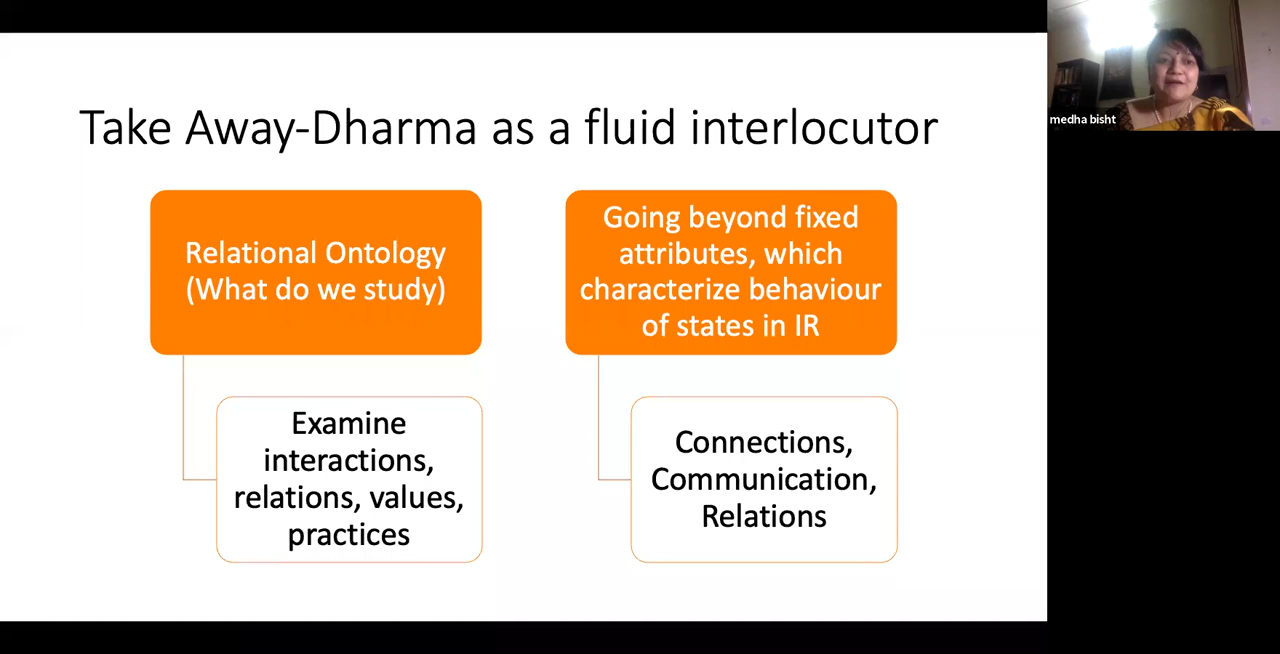 Take Away-Dharma as a fluid interlocutor
Relational Ontology
(What do we study)
Examine
interactions,
relations, values,
practices
Going beyond fixed
attributes, which
characterize behaviour
of states in IR
Connections,
Communication,
Relations
medha bisht